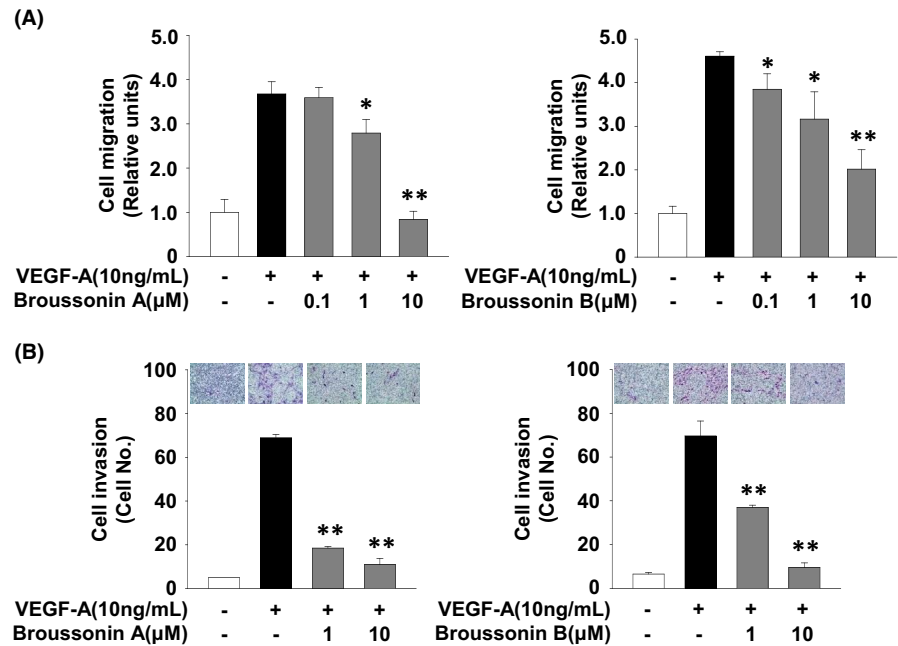 (A)
Cell migration
(Relative units)
5.0
4.0
3.0
2.0
1.0
0
*
**
VEGF-A(10ng/mL) - + + + +
Broussonin A(µM) - - 0.1 1 10
Cell migration
(Relative units)
5.0
4.0
3.0
2.0
1.0
0
*
*
**
VEGF-A(10ng/mL) - + + + +
Broussonin B(µM) - - 0.1 1 10
(B)
Cell invasion
(Cell No.)
100
80
60
40
20
0
**
**
VEGF-A(10ng/mL) - + + +
Broussonin A(µM) - - 1 10
Cell invasion
(Cell No.)
100
80
60
40
20
0
**
**
VEGF-A(10ng/mL) - + + +
Broussonin B(µM) - - 1 10